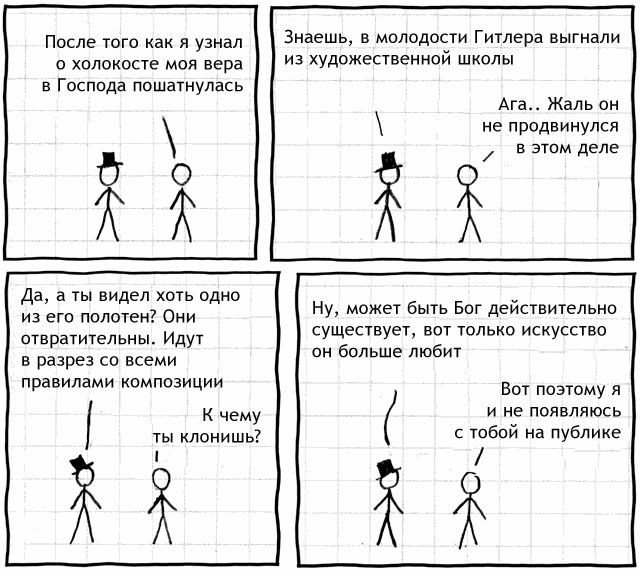 После того как я узнал
о холокосте моя вера
в Господа пошатнулась
Знаешь, в молодости Гитлера выгнали
из художественной школы
Ага.. Жаль он
не продвинулся
в этом деле
Да, а ты видел хоть одно
из его полотен? Они
отвратительны. Идут
в разрез со всеми
правилами композиции
К чему
ты клонишь?
Ну, может быть Бог действительно
существует, вот только искусство
он больше любит
Вот поэтому я
и не появляюсь
с тобой на публике